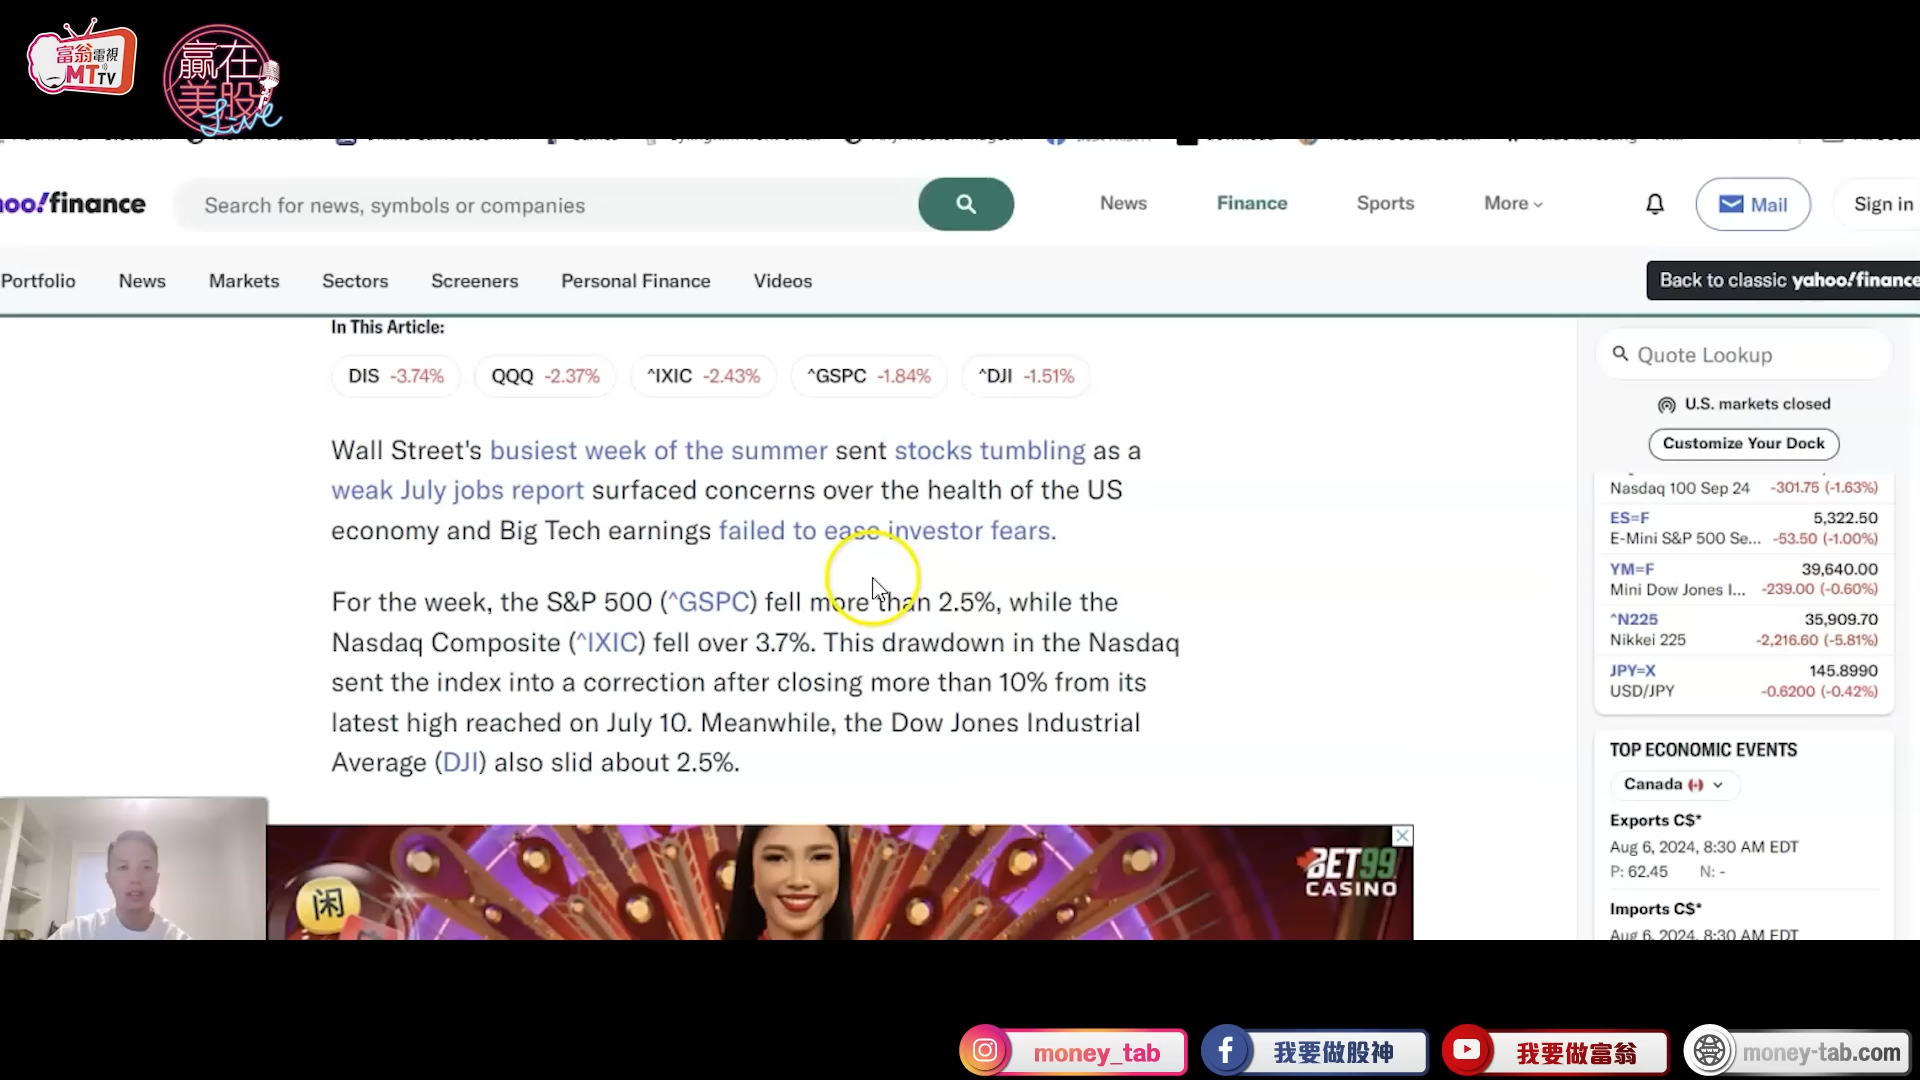 富翁電視
MTTV
贏在
美股
Live
oo!finance
Search for news, symbols or companies
News
Finance
Sports
More
Mail
Sign in
Portfolio
News
Markets
Sectors
Screeners
Personal Finance
Videos
Back to classic yahoo!finance
In This Article:
DIS -3.74%
QQQ -2.37%
^IXIC -2.43%
^GSPC -1.84%
^DJI -1.51%
Wall Street's busiest week of the summer sent stocks tumbling as a
weak July jobs report surfaced concerns over the health of the US
economy and Big Tech earnings failed to ease investor fears.
For the week, the S&P 500 (^GSPC) fell more than 2.5%, while the
Nasdaq Composite (^IXIC) fell over 3.7%. This drawdown in the Nasdaq
sent the index into a correction after closing more than 10% from its
latest high reached on July 10. Meanwhile, the Dow Jones Industrial
Average (DJI) also slid about 2.5%.
Quote Lookup
U.S. markets closed
Customize Your Dock
Nasdaq 100 Sep 24 -301.75 (-1.63%)
ES=F 5,322.50
E-Mini S&P 500 Se... -53.50 (-1.00%)
YM=F 39,640.00
Mini Dow Jones I... -239.00 (-0.60%)
^N225 35,909.70
Nikkei 225 -2,216.60 (-5.81%)
JPY=X 145.8990
USD/JPY -0.6200 (-0.42%)
TOP ECONOMIC EVENTS
Canada
Exports C$*
Aug 6, 2024, 8:30 AM EDT
P: 62.45 N: -
Imports C$*
Aug 6, 2024, 8:30 AM EDT
闲
BET99
CASINO
money_tab
我要做股神
我要做富翁
money-tab.com